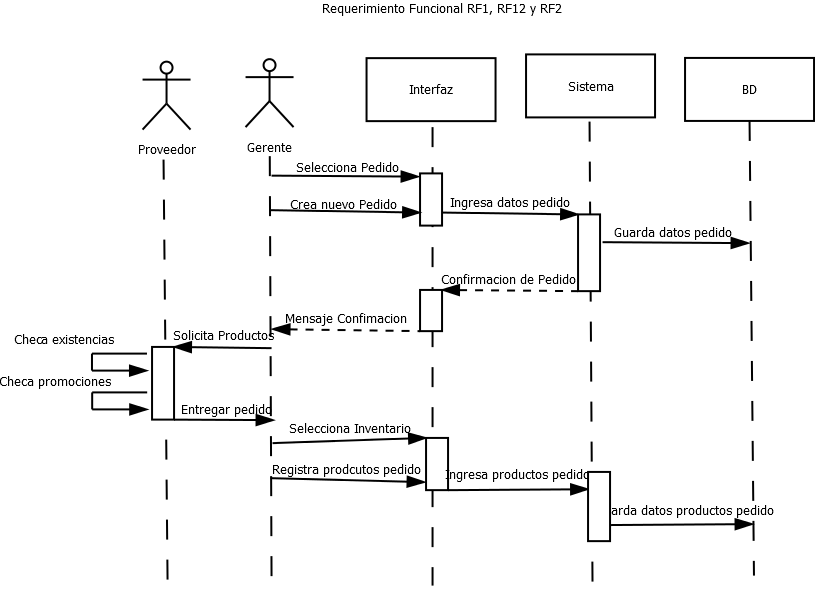 Requerimiento Funcional RF1, RF12 y RF2
Interfaz
Sistema
BD
Proveedor
Gerente
Selecciona Pedido
Crea nuevo Pedido
Ingresa datos pedido
Guarda datos pedido
Confirmacion de Pedido
Mensaje Confimacion
Solicita Productos
Checa existencias
Checa promociones
Entregar pedido
Selecciona Inventario
Registra prodcutos pedido
Ingresa productos pedido
arda datos productos pedido